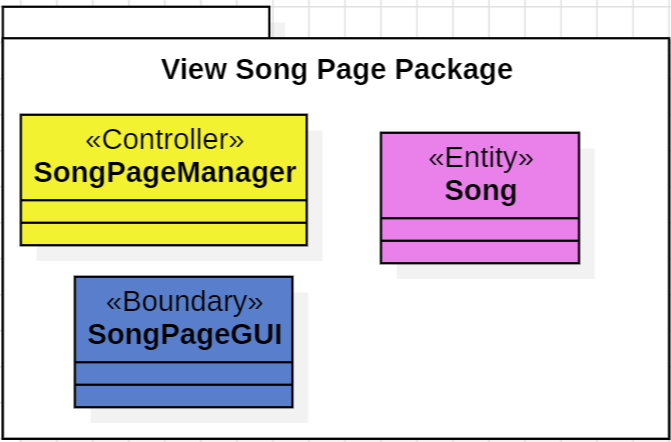 View Song Page Package
«Controller»
SongPageManager
«Entity»
Song
«Boundary»
SongPageGUI